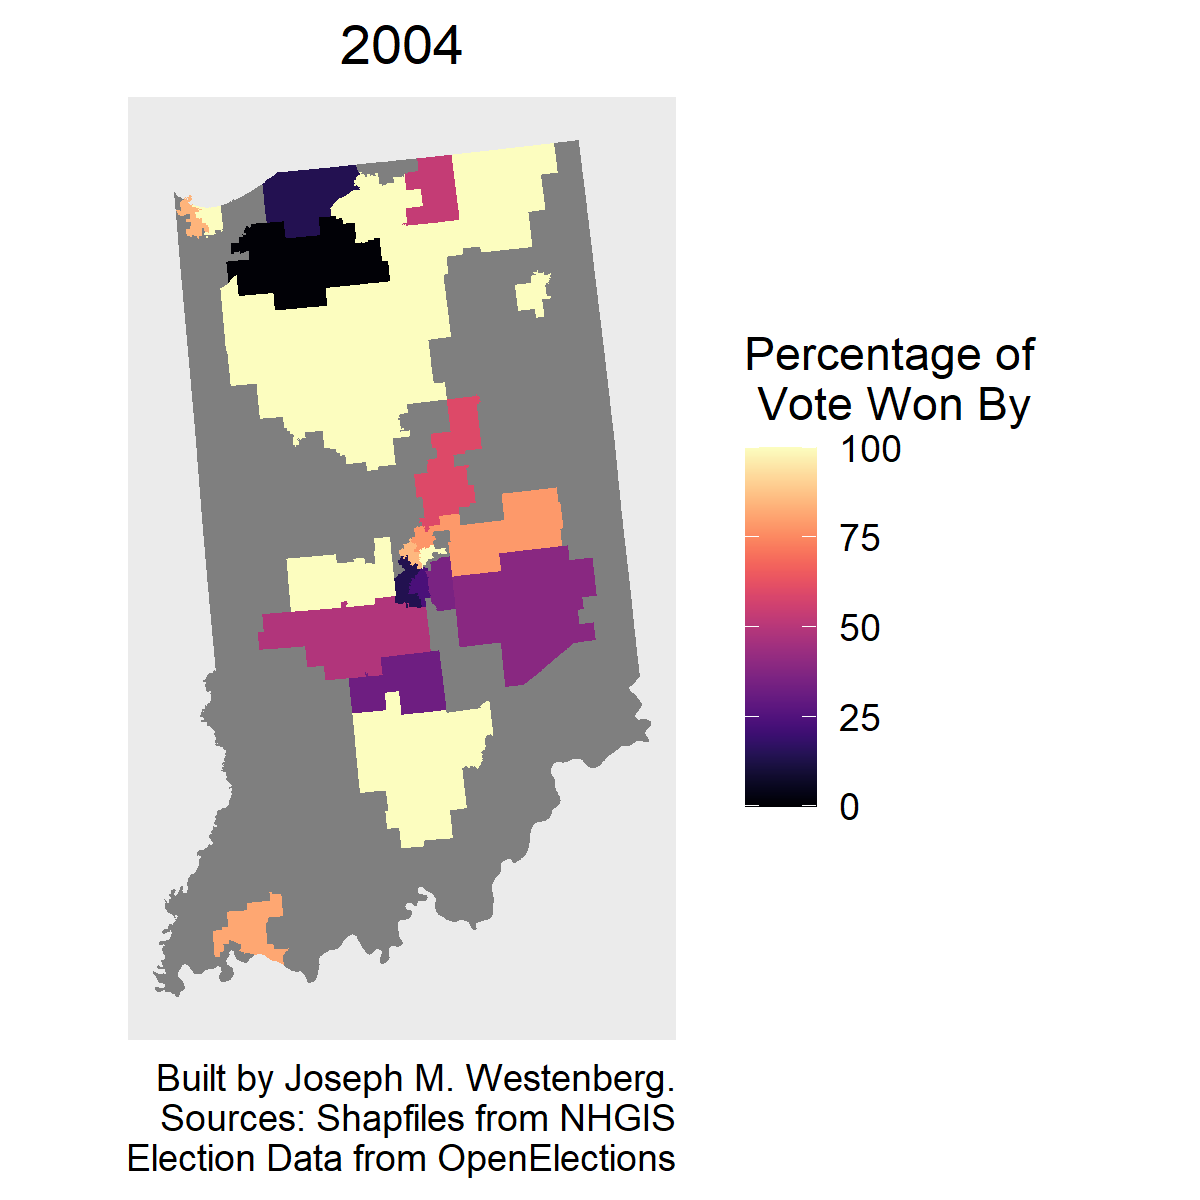 2004
Percentage of
Vote Won By
100
75
50
25
0
Built by Joseph M. Westenberg.
Sources: Shapfiles from NHGIS
Election Data from OpenElections